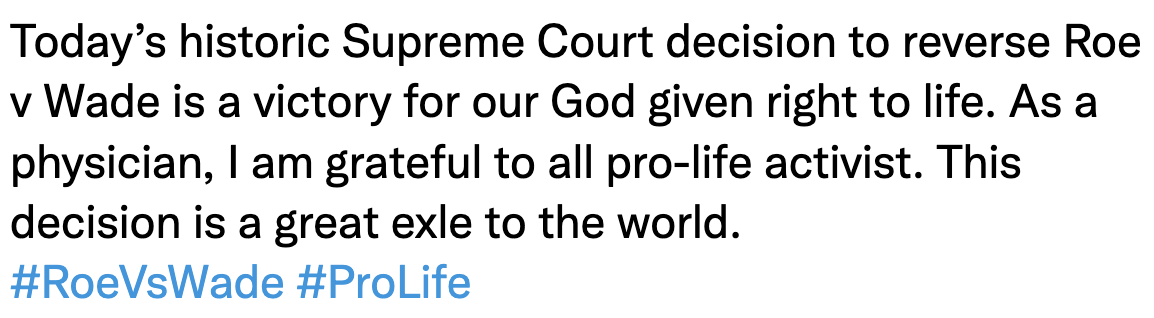 Today’s historic Supreme Court decision to reverse Roe
v Wade is a victory for our God given right to life. As a
physician, I am grateful to all pro-life activist. This
decision is a great exle to the world.
#RoeVsWade #ProLife